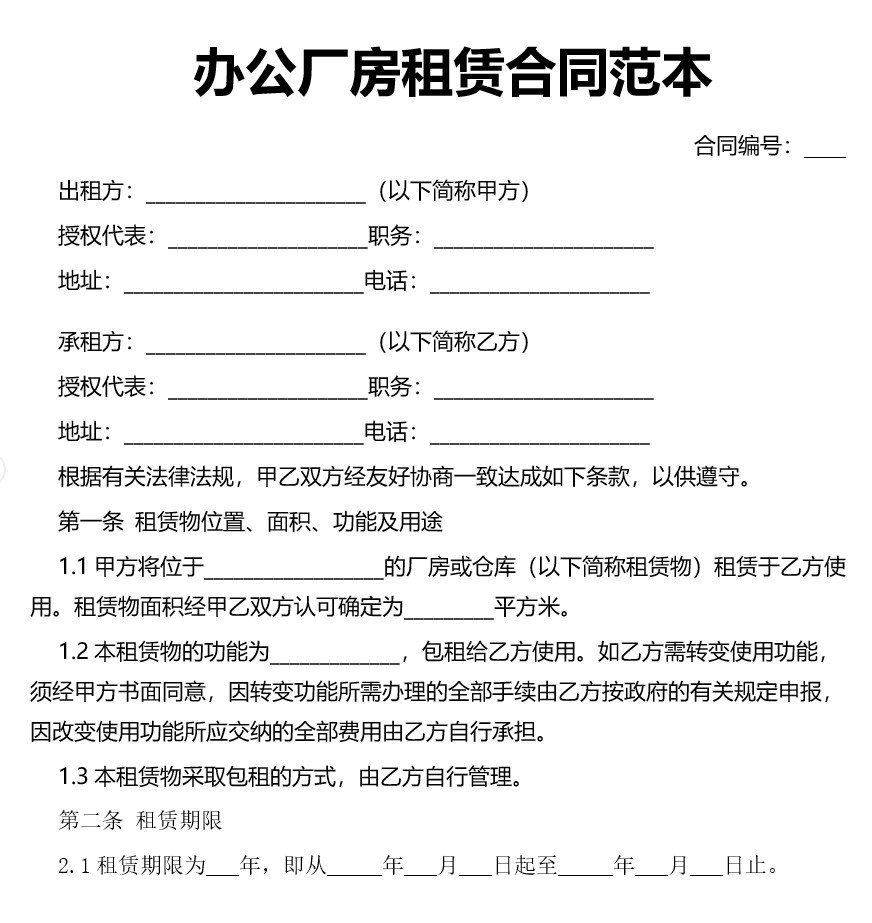 办公厂房租赁合同范本
合同编号：____
出租方：______________________（以下简称甲方）
授权代表：____________________职务：______________________
地址：________________________电话：______________________
承租方：______________________（以下简称乙方）
授权代表：____________________职务：______________________
地址：________________________电话：______________________
根据有关法律法规，甲乙双方经友好协商一致达成如下条款，以供遵守。
第一条 租赁物位置、面积、功能及用途
1.1 甲方将位于__________________的厂房或仓库（以下简称租赁物）租赁于乙方使
用。租赁物面积经甲乙双方认可确定为_________平方米。
1.2 本租赁物的功能为_____________，包租给乙方使用。如乙方需转变使用功能，
须经甲方书面同意，因转变功能所需办理的全部手续由乙方按政府的有关规定申报，
因改变使用功能所应交纳的全部费用由乙方自行承担。
1.3 本租赁物采取包租的方式，由乙方自行管理。
第二条 租赁期限
2.1 租赁期限为___年，即从_____年___月___日起至_____年___月___日止。